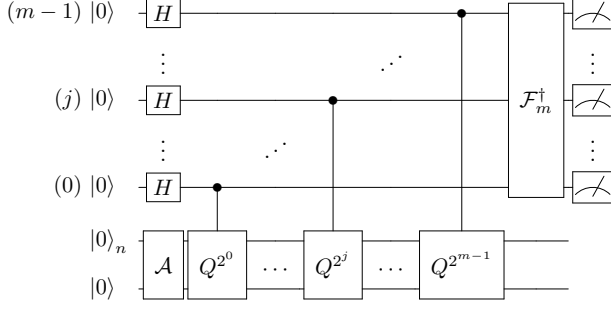 (m − 1) |0⟩ H
⋮ ⋰ ⋮
(j) |0⟩ H 𝓕†ₘ
⋮ ⋰ ⋮
(0) |0⟩ H
|0⟩ₙ
𝒜 Q^{2^0} ⋯ Q^{2^j} ⋯ Q^{2^{m−1}}
|0⟩